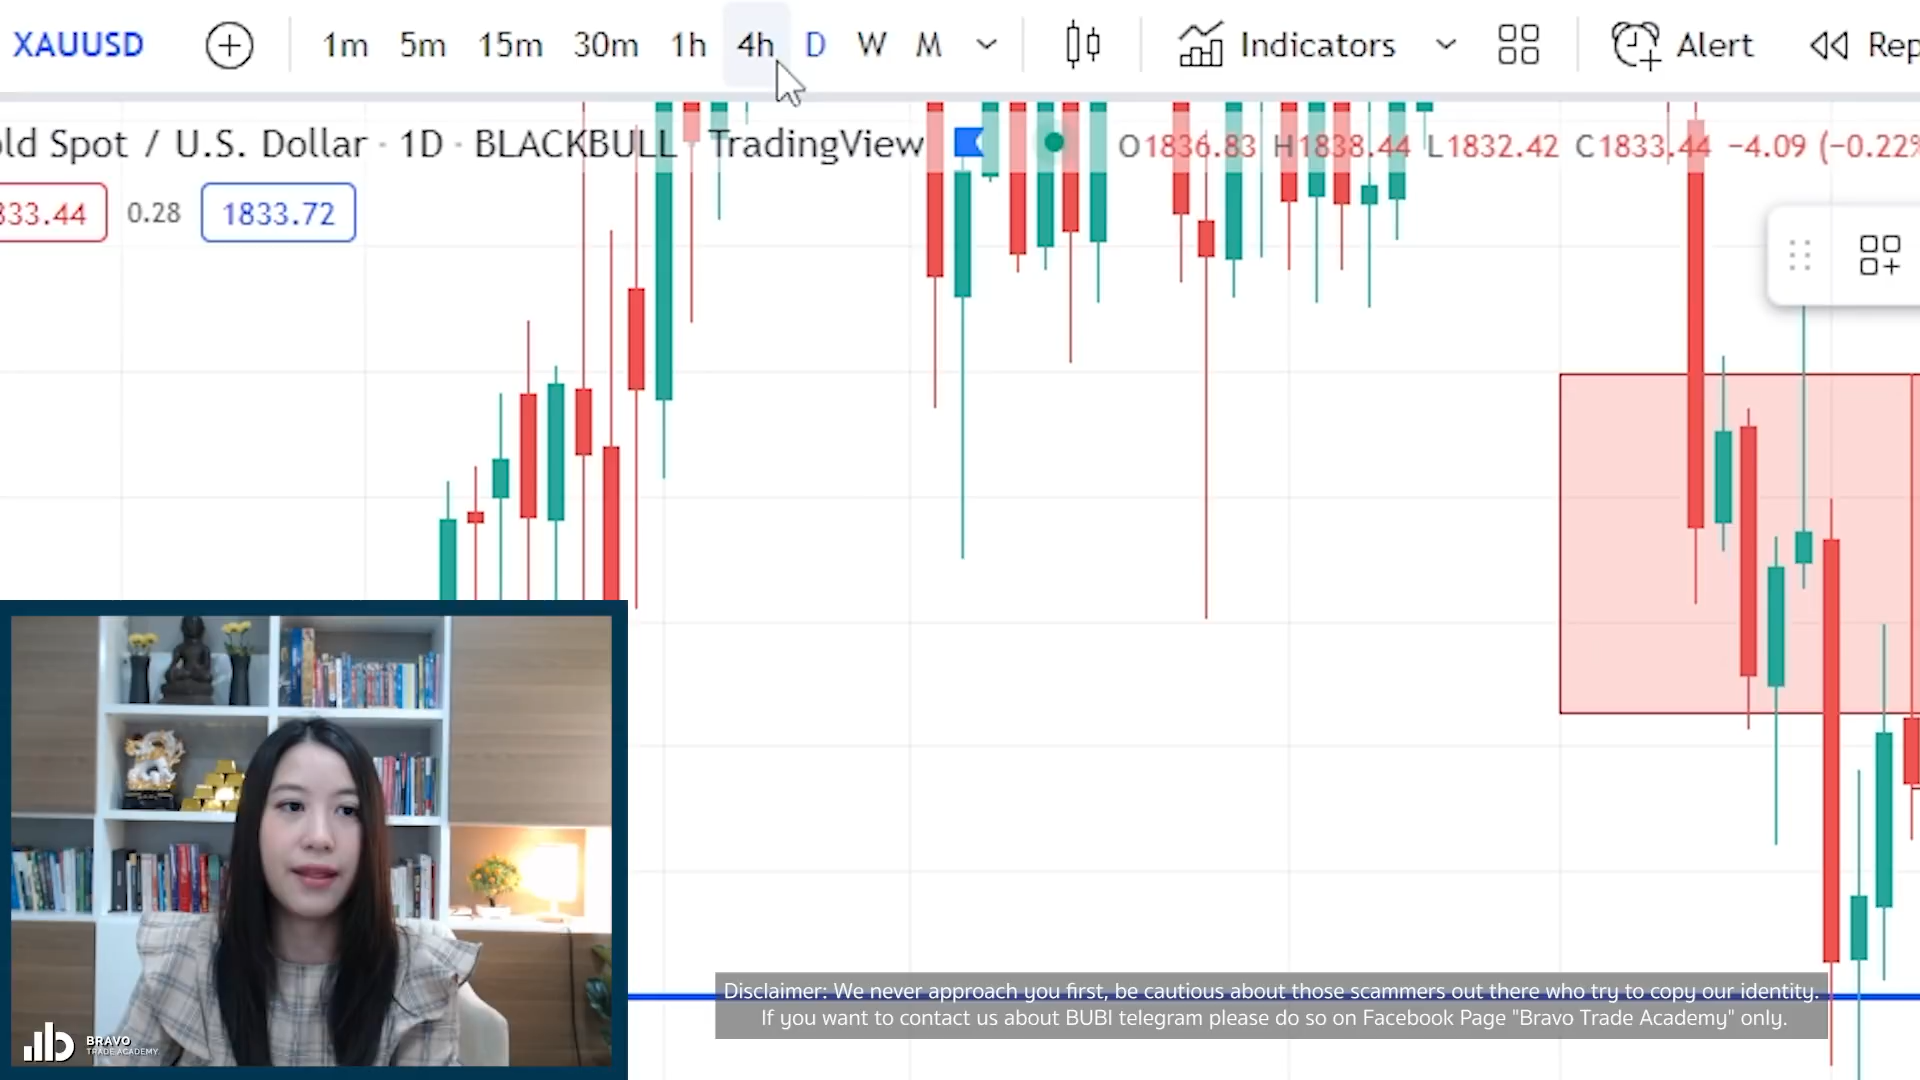 XAUUSD 1m 5m 15m 30m 1h 4h D W M Indicators Alert Rep
ld Spot / U.S. Dollar · 1D · BLACKBULL TradingView O1836.83 H1838.44 L1832.42 C1833.44 −4.09 (−0.22%
833.44 0.28 1833.72
Disclaimer: We never approach you first, be cautious about those scammers out there who try to copy our identity.
If you want to contact us about BUBI telegram please do so on Facebook Page "Bravo Trade Academy" only.
BRAVO
TRADE ACADEMY